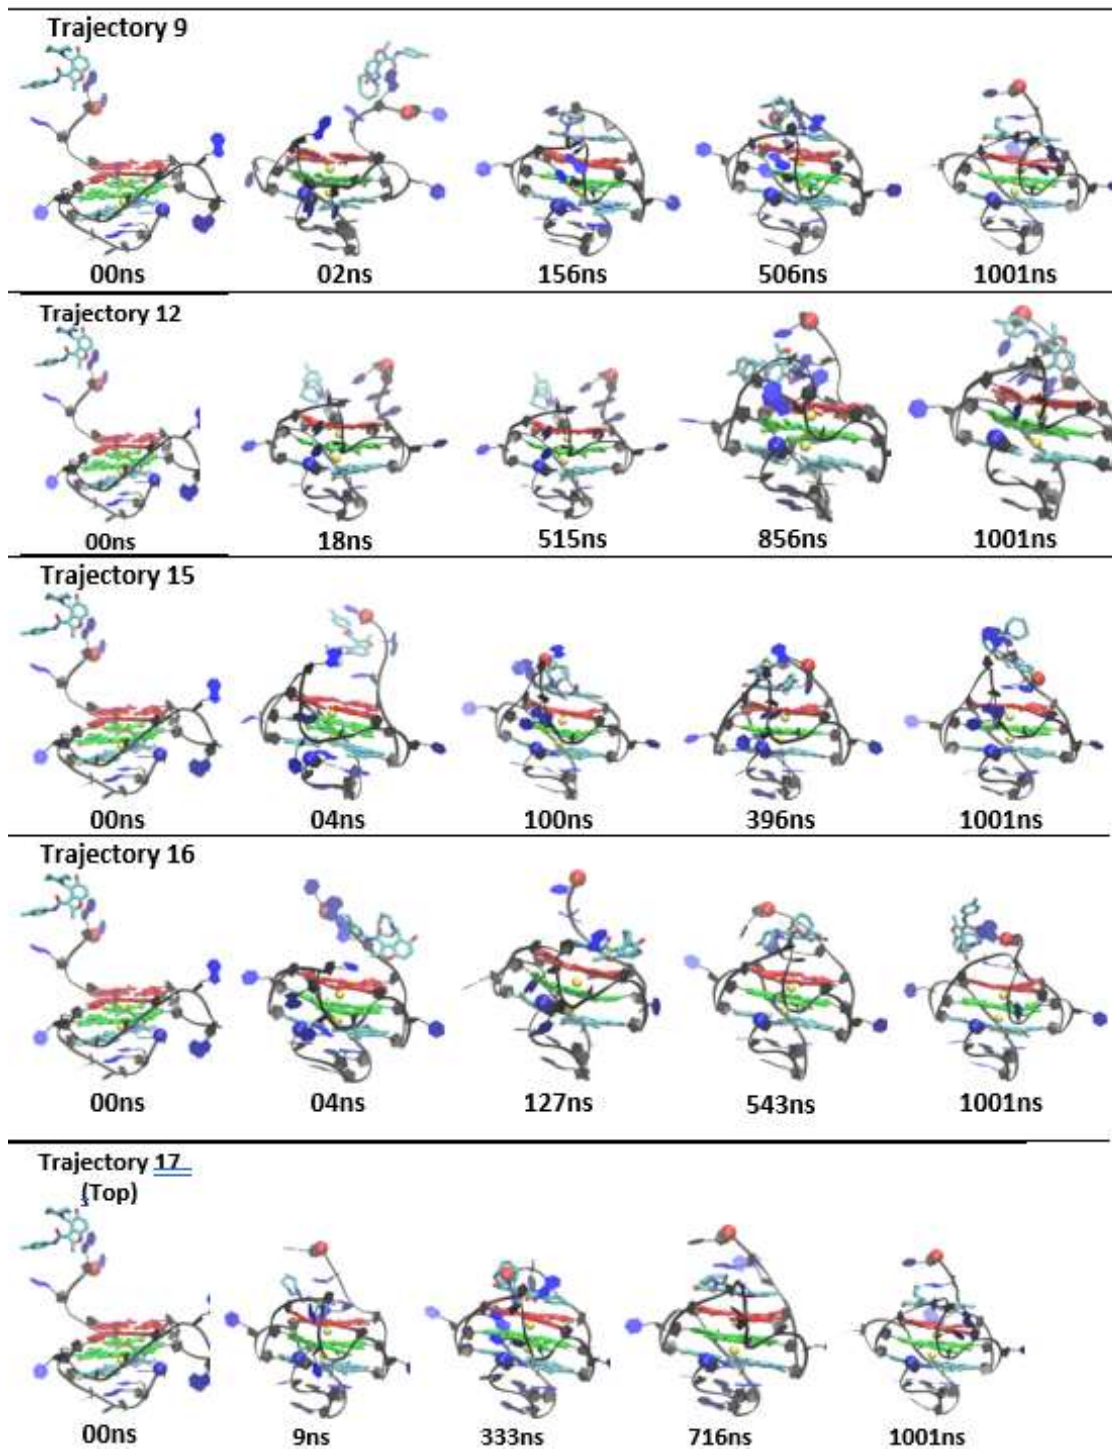 Trajectory 9
00ns 02ns 156ns 506ns 1001ns
Trajectory 12
00ns 18ns 515ns 856ns 1001ns
Trajectory 15
00ns 04ns 100ns 396ns 1001ns
Trajectory 16
00ns 04ns 127ns 543ns 1001ns
Trajectory 17
(Top)
00ns 9ns 333ns 716ns 1001ns